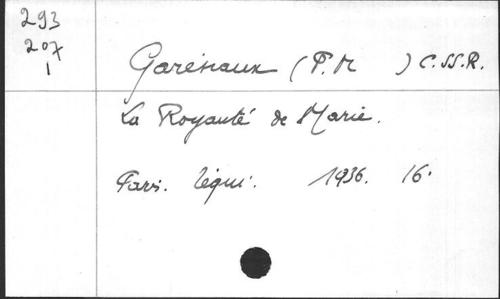 293
207
1
Garénaux (P. M ) C.SS.R.
La Royauté de Marie.
Paris. Téqui. 1936. 16°